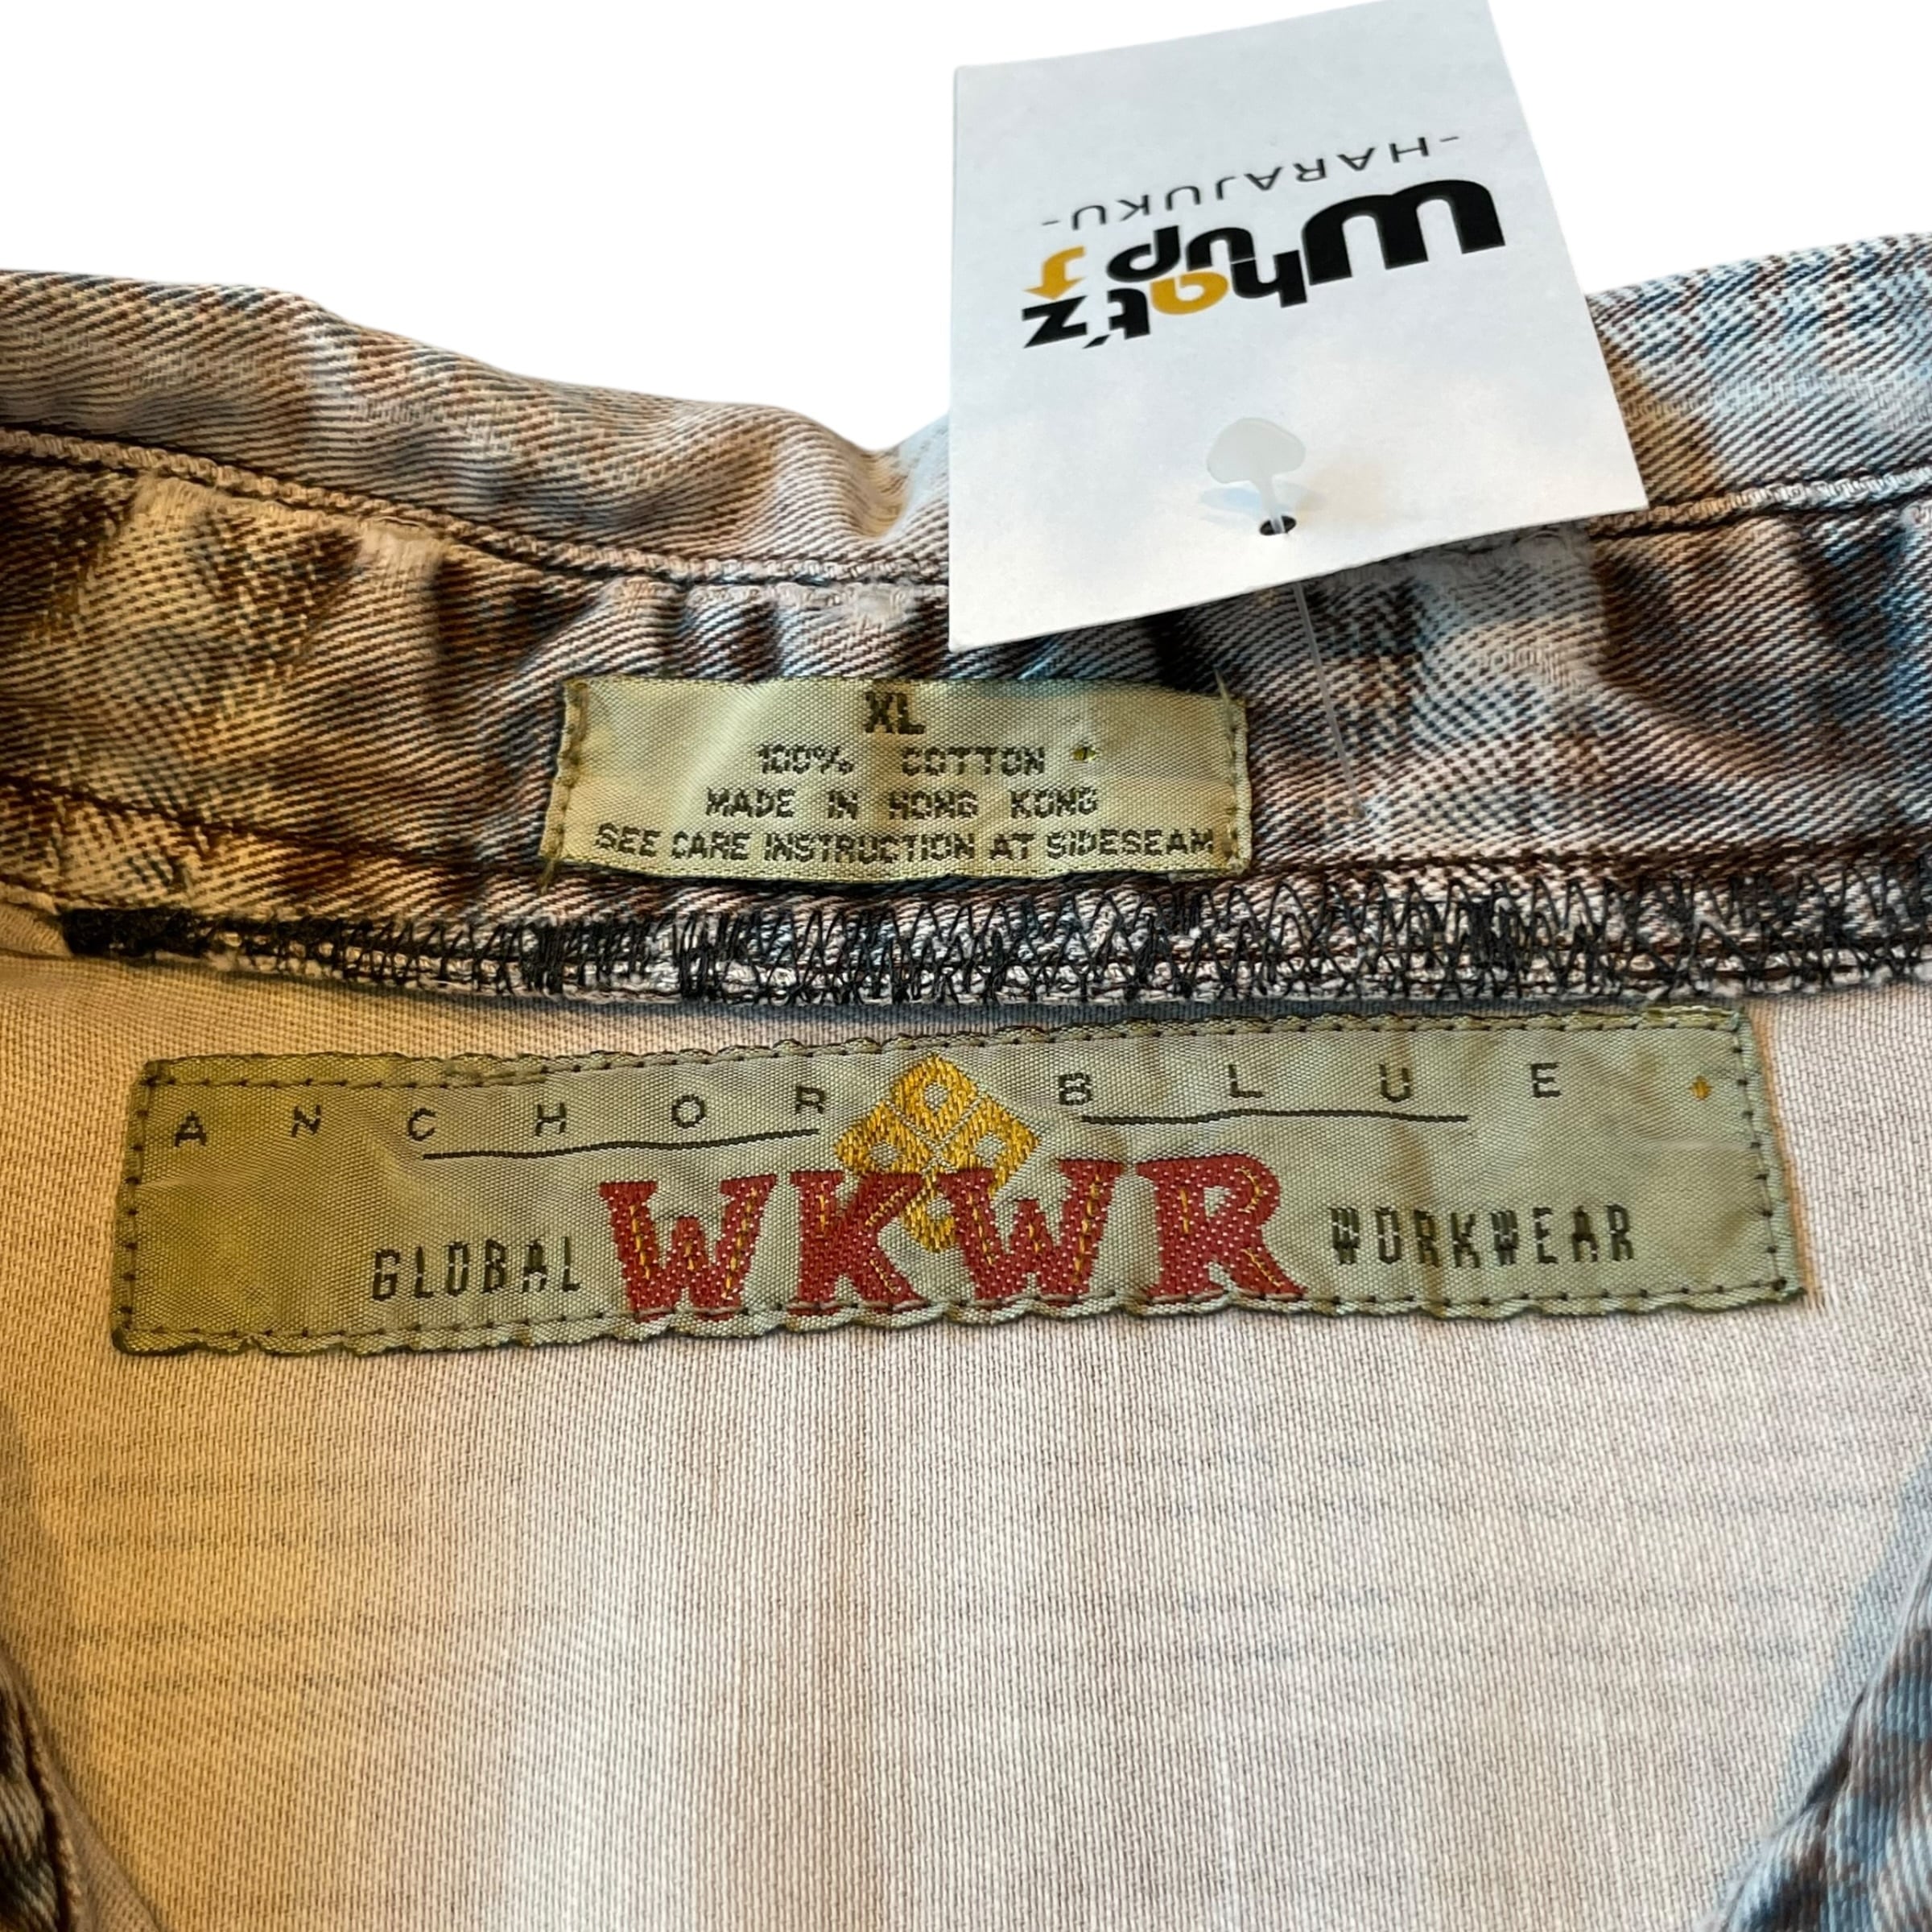 What'z
up
-HARAJUKU-
XL
100% COTTON
MADE IN HONG KONG
SEE CARE INSTRUCTION AT SIDESEAM
ANCHOR BLUE
GLOBAL WKWR WORKWEAR